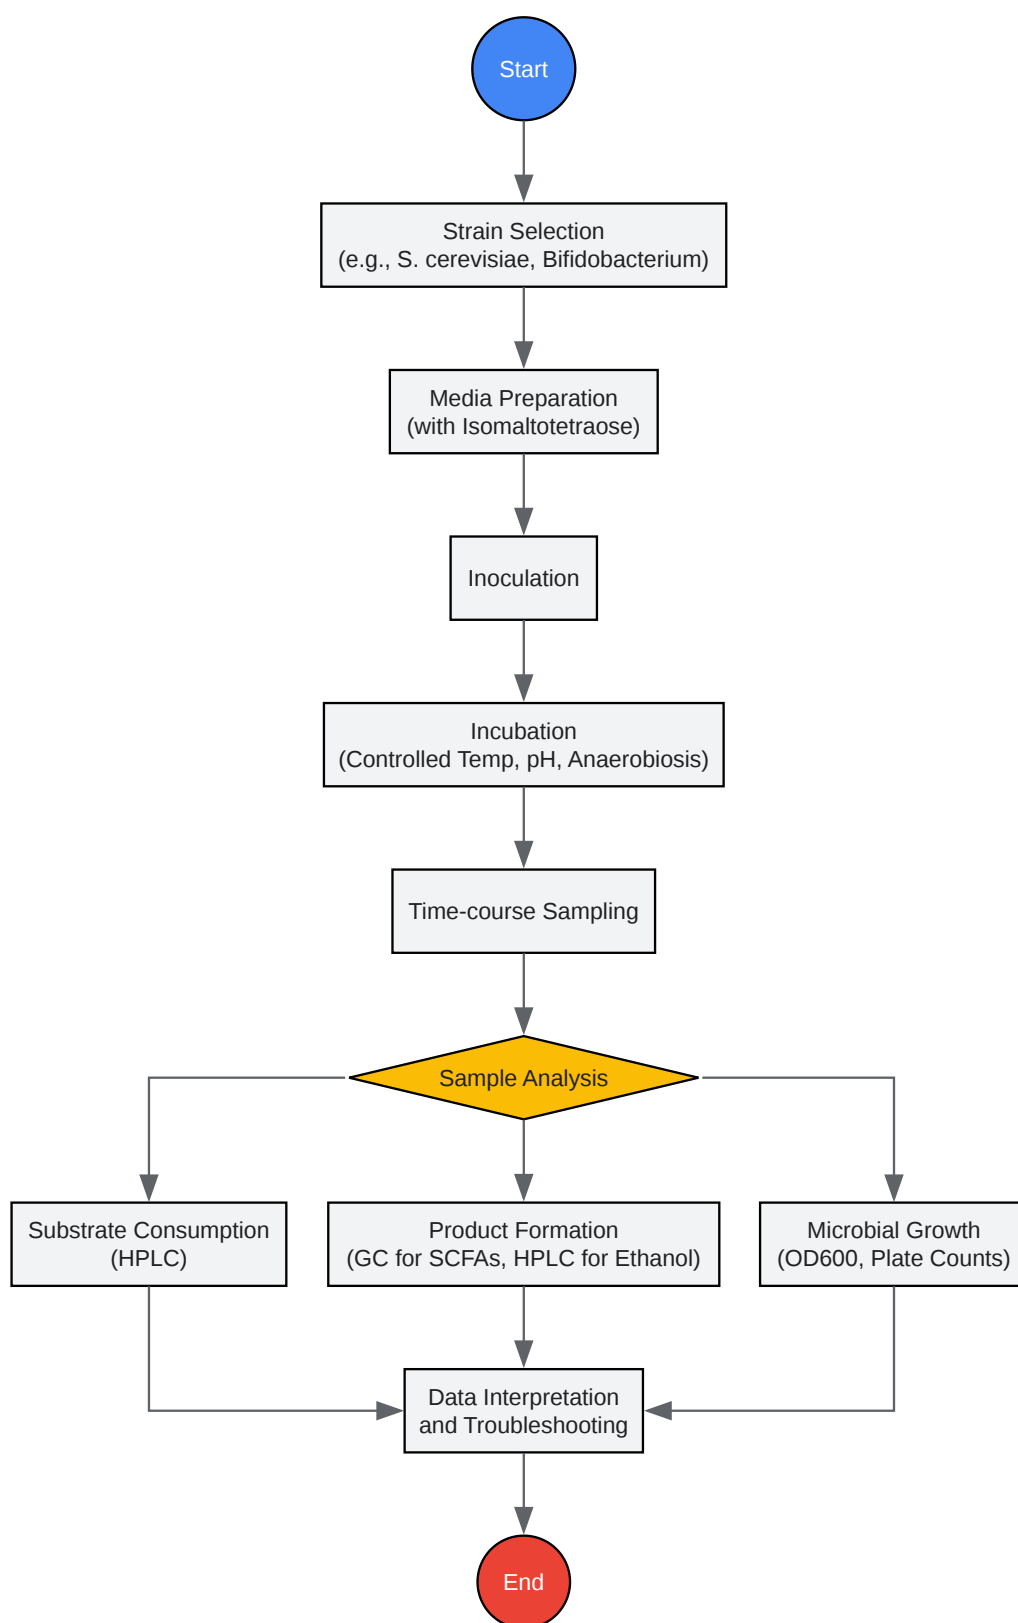 Start
Strain Selection
(e.g., S. cerevisiae, Bifidobacterium)
Media Preparation
(with Isomaltotetraose)
Inoculation
Incubation
(Controlled Temp, pH, Anaerobiosis)
Time-course Sampling
Sample Analysis
Substrate Consumption
(HPLC)
Product Formation
(GC for SCFAs, HPLC for Ethanol)
Microbial Growth
(OD600, Plate Counts)
Data Interpretation
and Troubleshooting
End